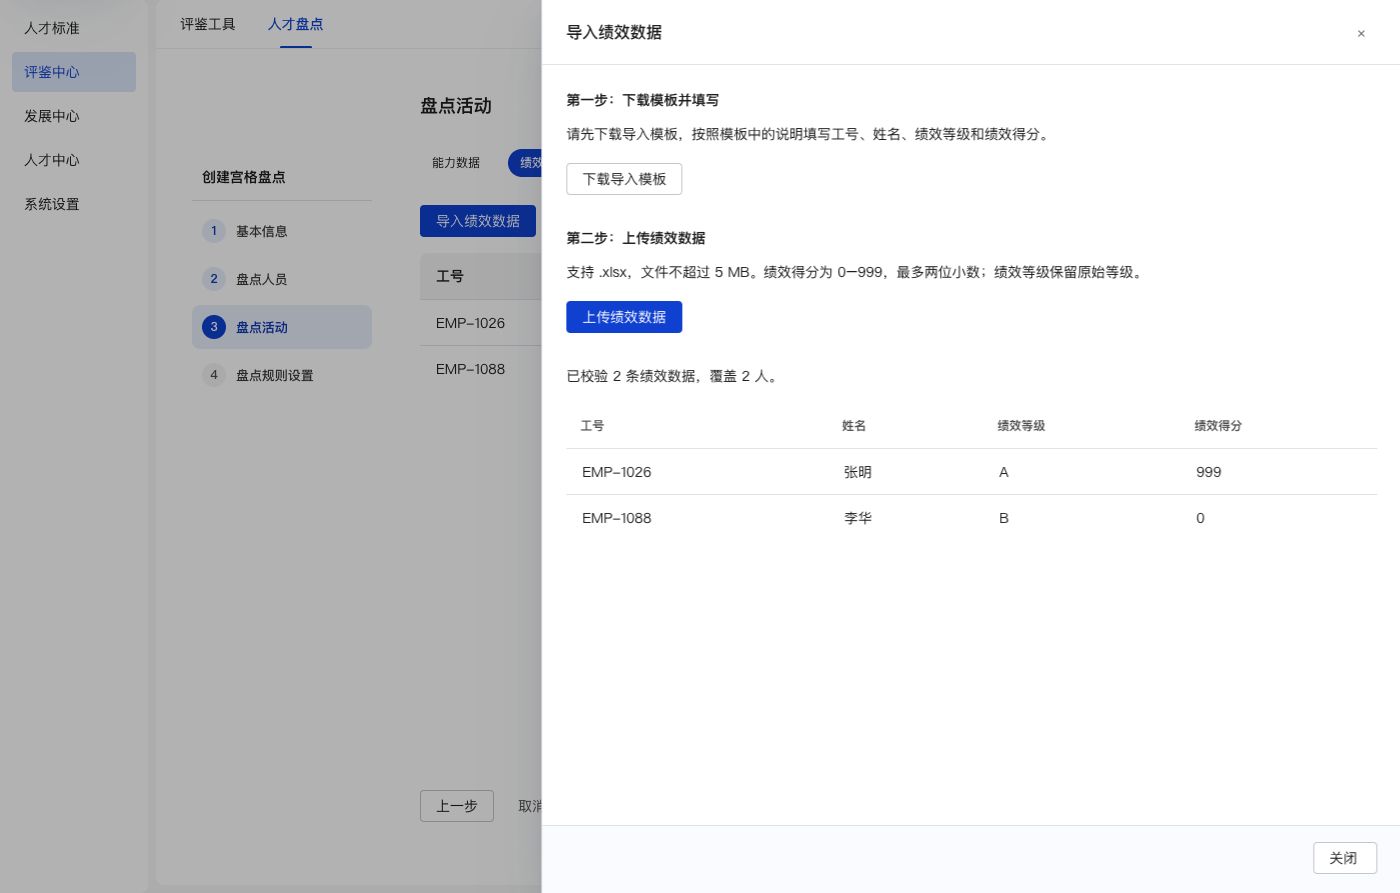 人才标准
评鉴中心
发展中心
人才中心
系统设置
评鉴工具
人才盘点
创建宫格盘点
1 基本信息
2 盘点人员
3 盘点活动
4 盘点规则设置
盘点活动
能力数据
绩效
导入绩效数据
工号
EMP-1026
EMP-1088
上一步
取消
导入绩效数据
×
第一步：下载模板并填写
请先下载导入模板，按照模板中的说明填写工号、姓名、绩效等级和绩效得分。
下载导入模板
第二步：上传绩效数据
支持 .xlsx，文件不超过 5 MB。绩效得分为 0—999，最多两位小数；绩效等级保留原始等级。
上传绩效数据
已校验 2 条绩效数据，覆盖 2 人。
工号 姓名 绩效等级 绩效得分
EMP-1026 张明 A 999
EMP-1088 李华 B 0
关闭